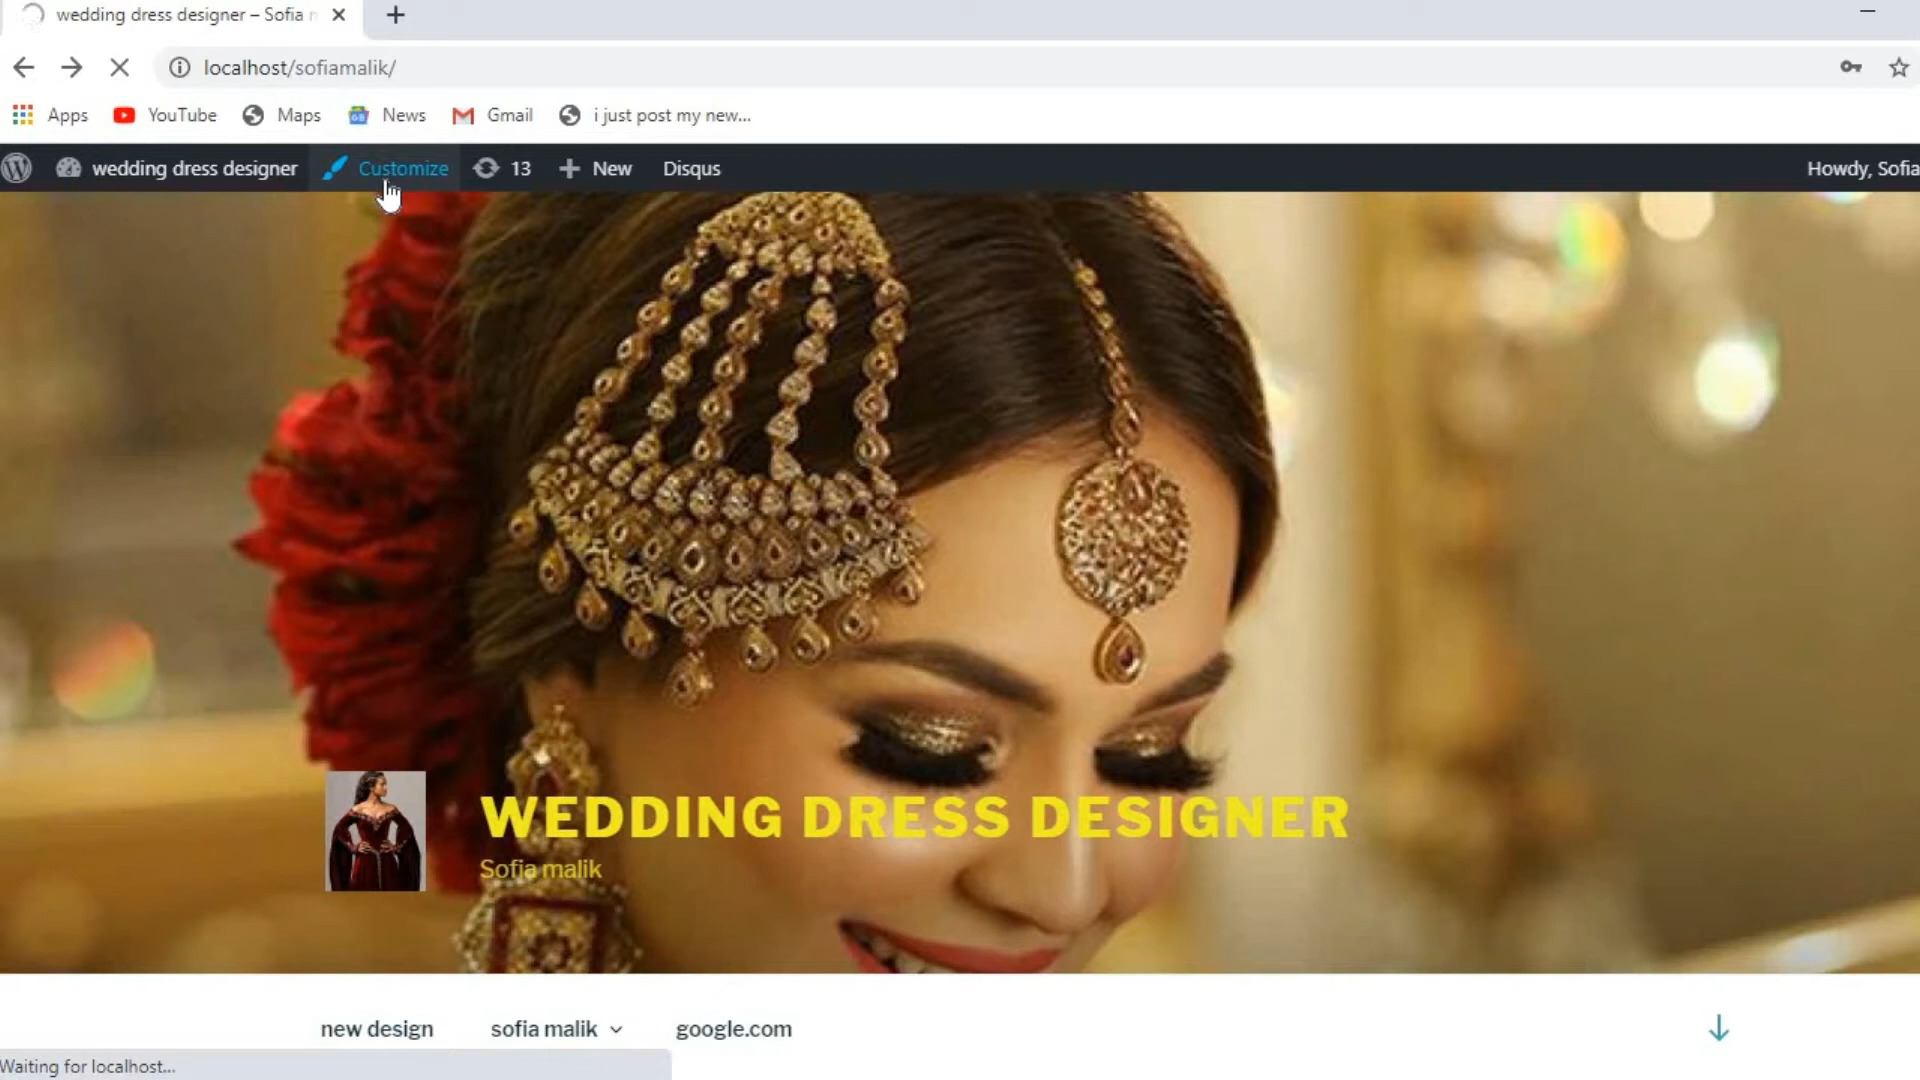 wedding dress designer – Sofia m
localhost/sofiamalik/
Apps YouTube Maps News Gmail i just post my new...
wedding dress designer Customize 13 New Disqus Howdy, Sofia
WEDDING DRESS DESIGNER
Sofia malik
new design sofia malik google.com
Waiting for localhost...